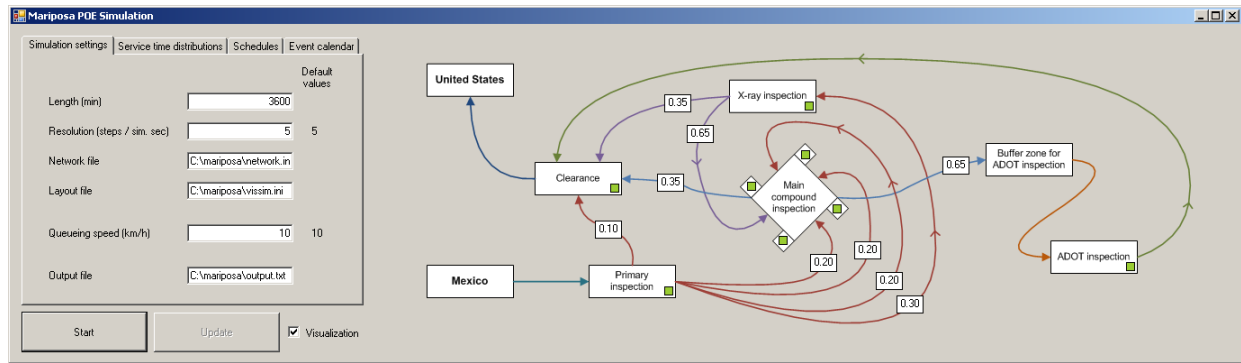 Mariposa POE Simulation
Simulation settings
Service time distributions
Schedules
Event calendar
Default
values
Length (min)
3600
Resolution (steps / sim. sec)
5
5
Network file
C:\mariposa\network.in
Layout file
C:\mariposa\vissim.ini
Queueing speed (km/h)
10
10
Output file
C:\mariposa\output.txt
Start
Update
Visualization
United States
X-ray inspection
0.35
0.65
Buffer zone for
ADOT inspection
0.65
Clearance
0.35
Main
compound
inspection
0.10
0.20
0.20
0.20
0.30
ADOT inspection
Mexico
Primary
inspection